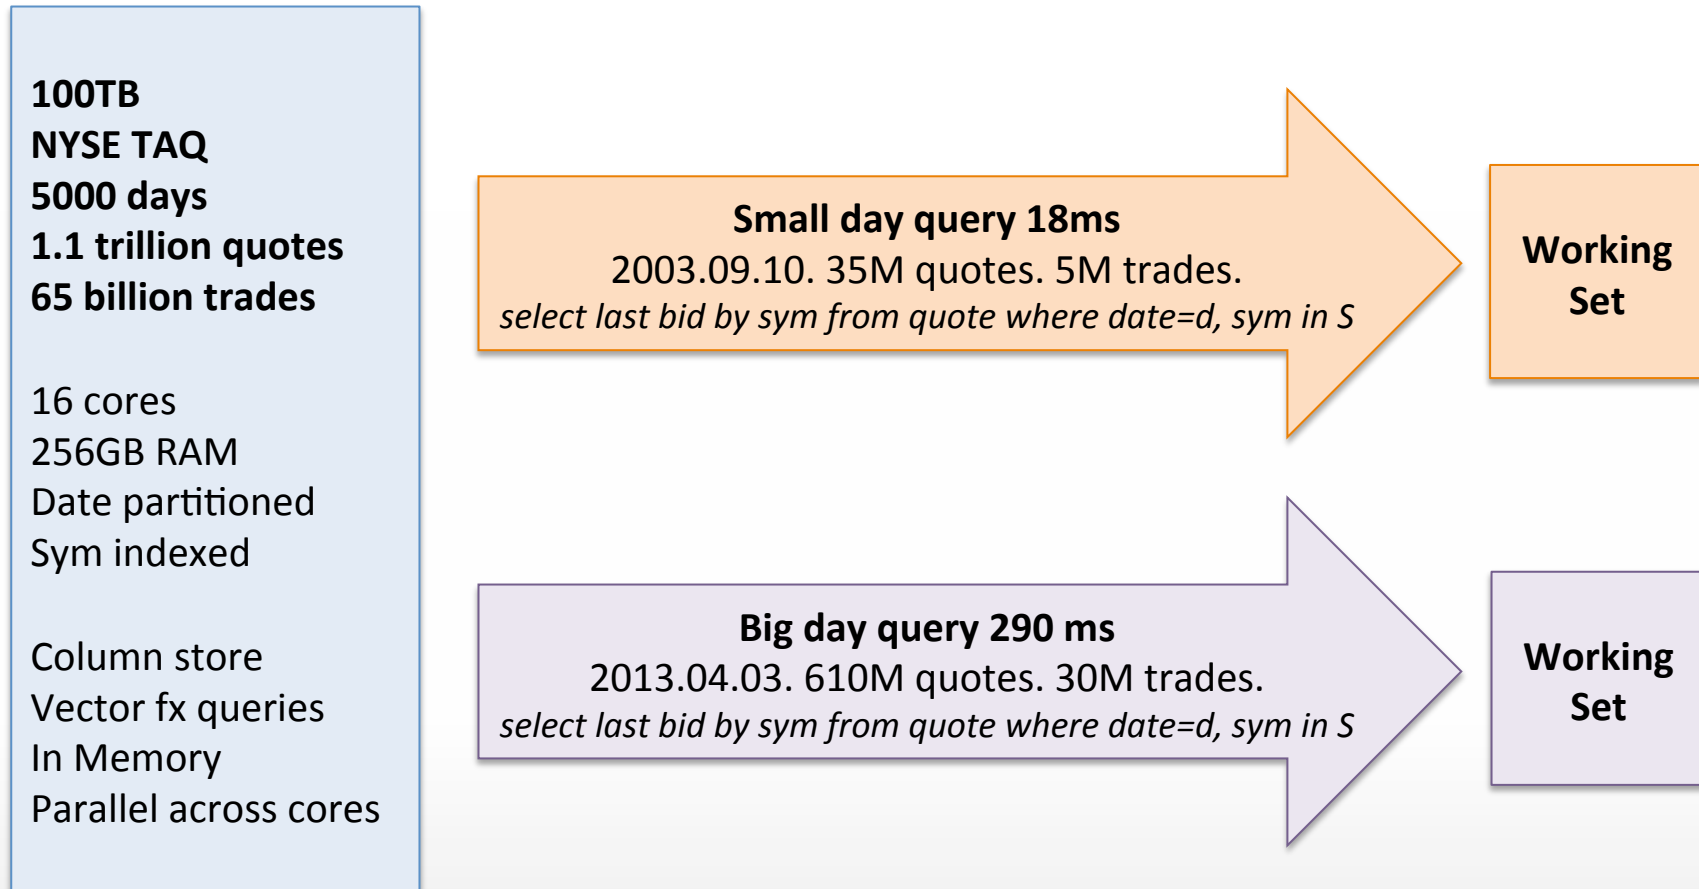 100TB
NYSE TAQ
5000 days
1.1 trillion quotes
65 billion trades
16 cores
256GB RAM
Date partitioned
Sym indexed
Column store
Vector fx queries
In Memory
Parallel across cores
Small day query 18ms
2003.09.10. 35M quotes. 5M trades.
select last bid by sym from quote where date=d, sym in S
Working
Set
Big day query 290 ms
2013.04.03. 610M quotes. 30M trades.
select last bid by sym from quote where date=d, sym in S
Working
Set